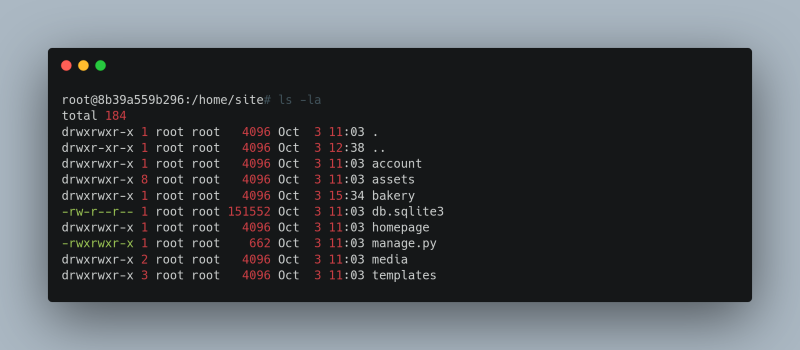 root@8b39a559b296:/home/site# ls -la
total 184
drwxrwxr-x 1 root root   4096 Oct  3 11:03 .
drwxr-xr-x 1 root root   4096 Oct  3 12:38 ..
drwxrwxr-x 1 root root   4096 Oct  3 11:03 account
drwxrwxr-x 8 root root   4096 Oct  3 11:03 assets
drwxrwxr-x 1 root root   4096 Oct  3 15:34 bakery
-rw-r--r-- 1 root root 151552 Oct  3 11:03 db.sqlite3
drwxrwxr-x 1 root root   4096 Oct  3 11:03 homepage
-rwxrwxr-x 1 root root    662 Oct  3 11:03 manage.py
drwxrwxr-x 2 root root   4096 Oct  3 11:03 media
drwxrwxr-x 3 root root   4096 Oct  3 11:03 templates